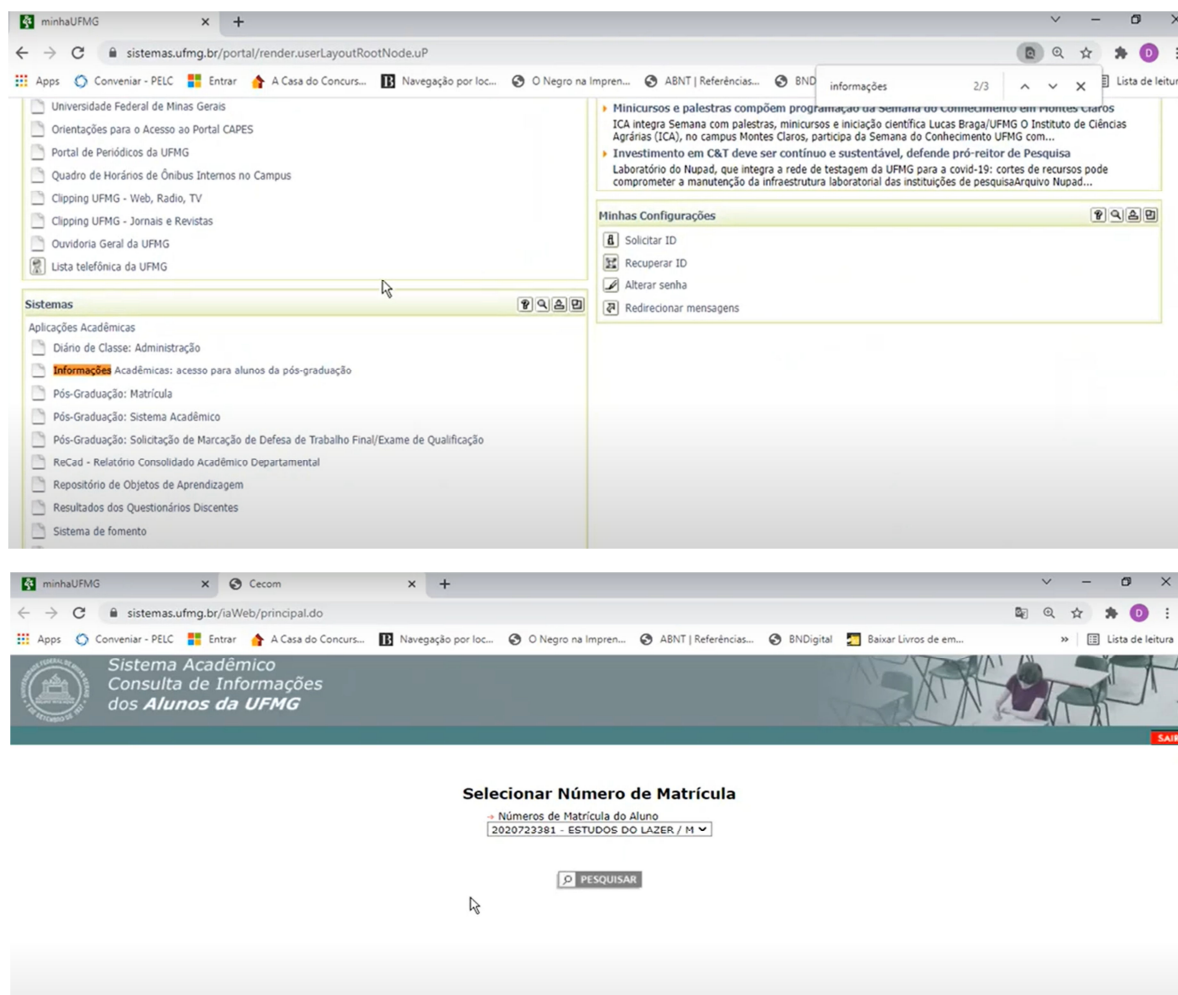 minhaUFMG
sistemas.ufmg.br/portal/render.userLayoutRootNode.uP
D
Apps Conveniar - PELC Entrar A Casa do Concurs... Navegação por loc... O Negro na Impren... ABNT | Referências... BND Lista de leitur
informações 2/3
Universidade Federal de Minas Gerais
Orientações para o Acesso ao Portal CAPES
Portal de Periódicos da UFMG
Quadro de Horários de Ônibus Internos no Campus
Clipping UFMG - Web, Radio, TV
Clipping UFMG - Jornais e Revistas
Ouvidoria Geral da UFMG
Lista telefônica da UFMG
Sistemas
Aplicações Acadêmicas
Diário de Classe: Administração
Informações Acadêmicas: acesso para alunos da pós-graduação
Pós-Graduação: Matrícula
Pós-Graduação: Sistema Acadêmico
Pós-Graduação: Solicitação de Marcação de Defesa de Trabalho Final/Exame de Qualificação
ReCad - Relatório Consolidado Acadêmico Departamental
Repositório de Objetos de Aprendizagem
Resultados dos Questionários Discentes
Sistema de fomento
Minicursos e palestras compõem programação da Semana do Conhecimento em Montes Claros
ICA integra Semana com palestras, minicursos e iniciação científica Lucas Braga/UFMG O Instituto de Ciências
Agrárias (ICA), no campus Montes Claros, participa da Semana do Conhecimento UFMG com...
Investimento em C&T deve ser contínuo e sustentável, defende pró-reitor de Pesquisa
Laboratório do Nupad, que integra a rede de testagem da UFMG para a covid-19: cortes de recursos pode
comprometer a manutenção da infraestrutura laboratorial das instituições de pesquisaArquivo Nupad...
Minhas Configurações
Solicitar ID
Recuperar ID
Alterar senha
Redirecionar mensagens
minhaUFMG Cecom
sistemas.ufmg.br/iaWeb/principal.do
D
Apps Conveniar - PELC Entrar A Casa do Concurs... Navegação por loc... O Negro na Impren... ABNT | Referências... BNDigital Baixar Livros de em... » Lista de leitura
Sistema Acadêmico
Consulta de Informações
dos Alunos da UFMG
SAIR
Selecionar Número de Matrícula
Números de Matrícula do Aluno
2020723381 - ESTUDOS DO LAZER / M
PESQUISAR